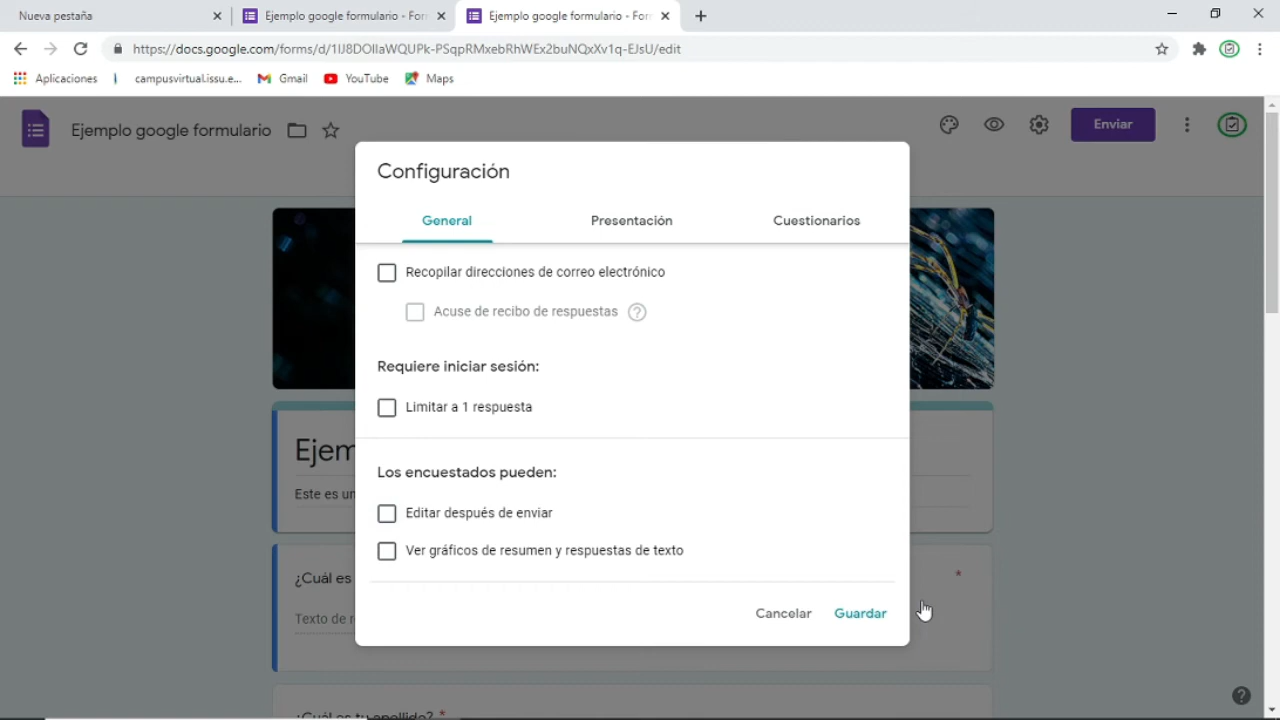 Nueva pestaña
Ejemplo google formulario - For
Ejemplo google formulario - For
https://docs.google.com/forms/d/1IJ8DOIIaWQUPk-PSqpRMxebRhWEx2buNQxXv1q-EJsU/edit
Aplicaciones
campusvirtual.issu.e...
Gmail
YouTube
Maps
Ejemplo google formulario
Enviar
Configuración
General
Presentación
Cuestionarios
Recopilar direcciones de correo electrónico
Acuse de recibo de respuestas
Requiere iniciar sesión:
Limitar a 1 respuesta
Ejem
Los encuestados pueden:
Este es un
Editar después de enviar
Ver gráficos de resumen y respuestas de texto
¿Cuál es
*
Texto de r
Cancelar
Guardar
¿Cuál es tu apellido? *